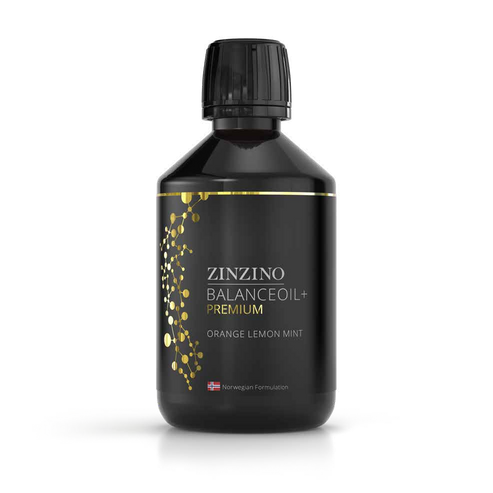 ZINZINO
BALANCEOIL+
PREMIUM
ORANGE LEMON MINT
Norwegian Formulation